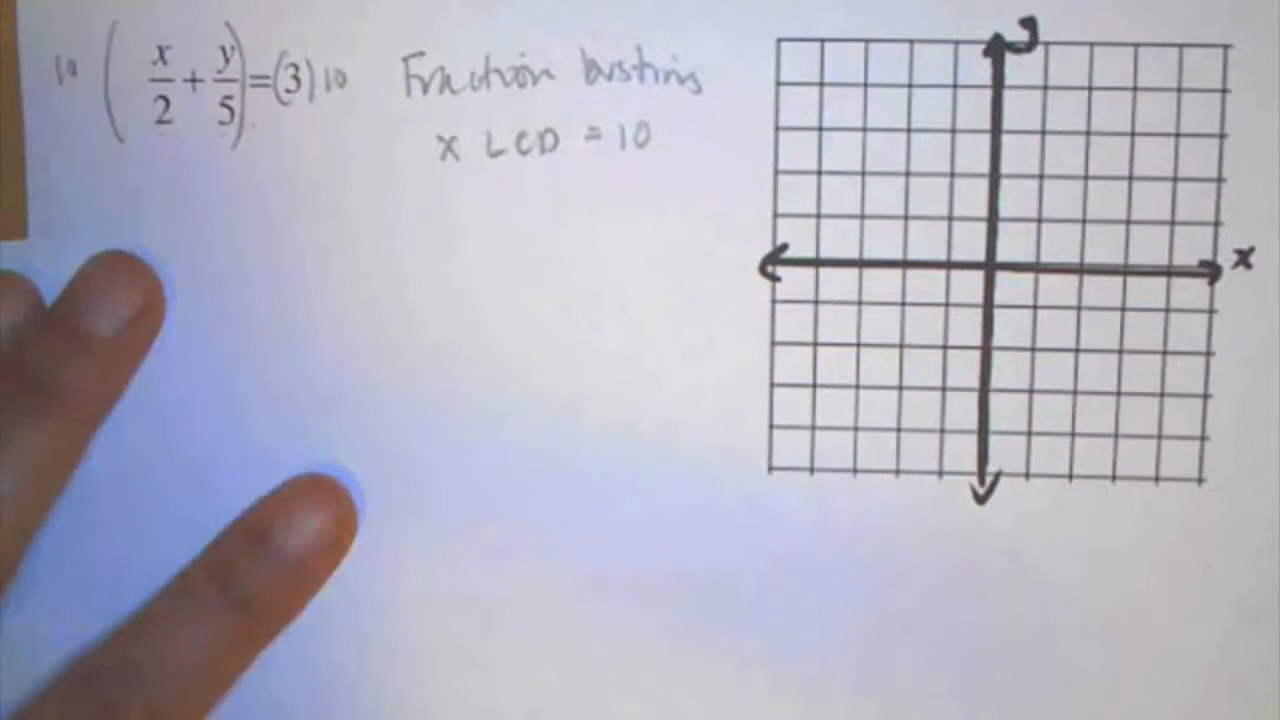 10 ( x/2 + y/5 ) = (3) 10 Fraction busting
x LCD = 10
y
x